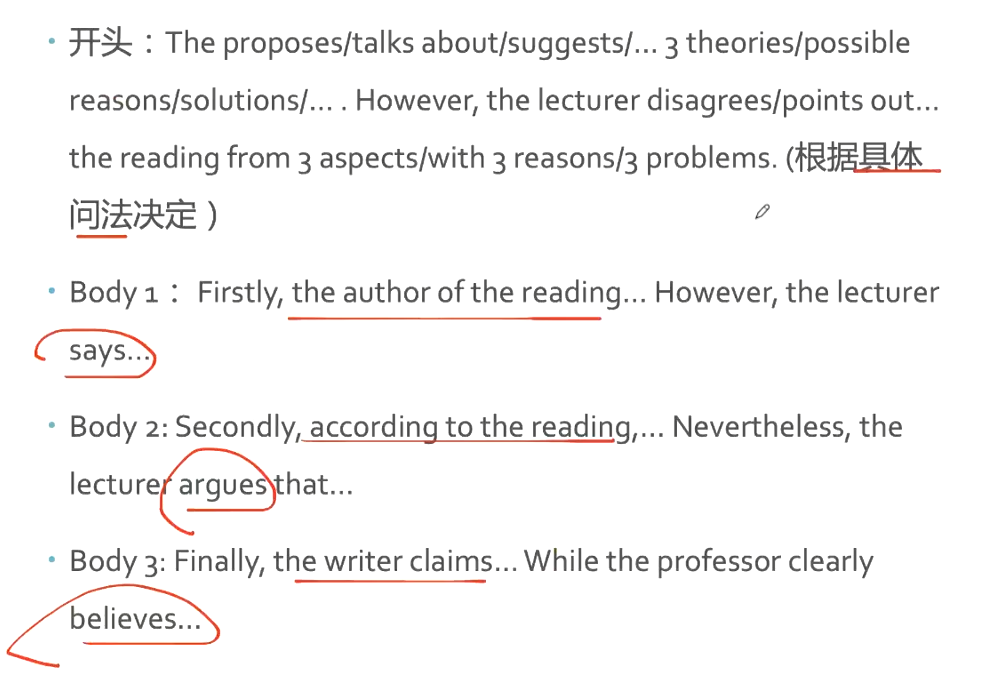 • 开头：The proposes/talks about/suggests/... 3 theories/possible
reasons/solutions/... . However, the lecturer disagrees/points out...
the reading from 3 aspects/with 3 reasons/3 problems. (根据具体
问法决定）
• Body 1： Firstly, the author of the reading... However, the lecturer
says...
• Body 2: Secondly, according to the reading,... Nevertheless, the
lecturer argues that...
• Body 3: Finally, the writer claims... While the professor clearly
believes...